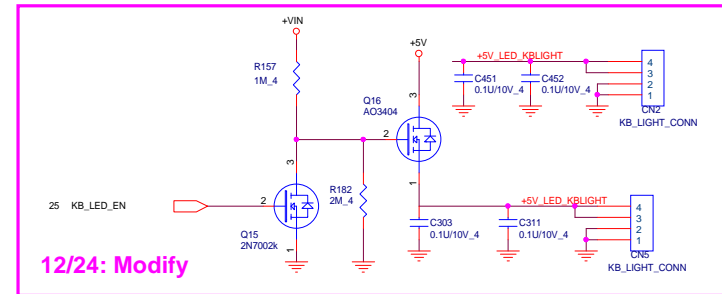 +VIN
R157
1M_4
+5V
Q16
AO3404
3
2
1
+5V_LED_KBLIGHT
C451
0.1U/10V_4
C452
0.1U/10V_4
4
3
2
1
CN2
KB_LIGHT_CONN
25 KB_LED_EN
3
2
1
Q15
2N7002k
R182
2M_4
+5V_LED_KBLIGHT
C303
0.1U/10V_4
C311
0.1U/10V_4
4
3
2
1
CN5
KB_LIGHT_CONN
12/24: Modify